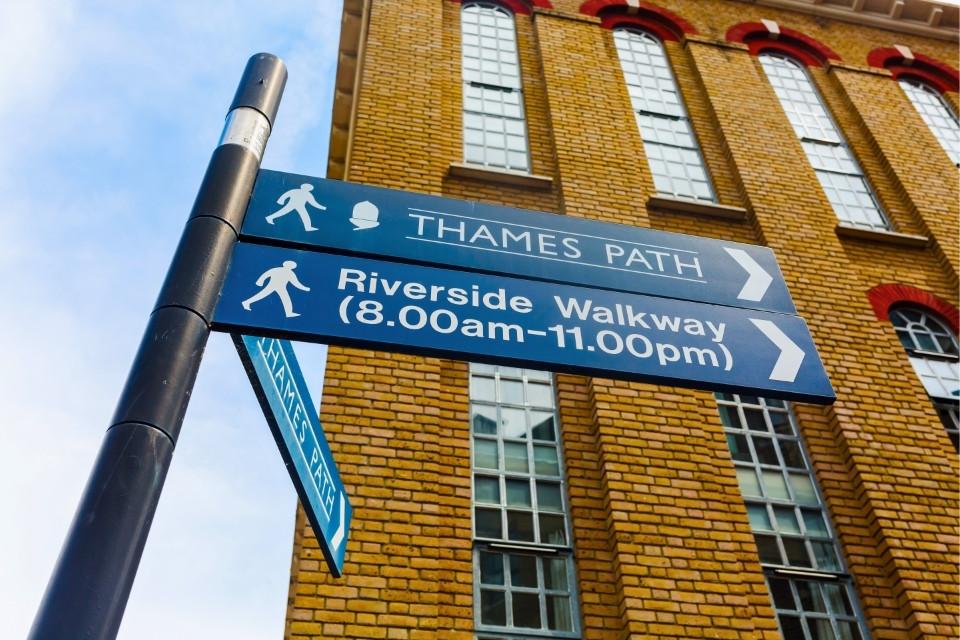 THAMES PATH
Riverside Walkway
(8.00am–11.00pm)
THAMES PATH